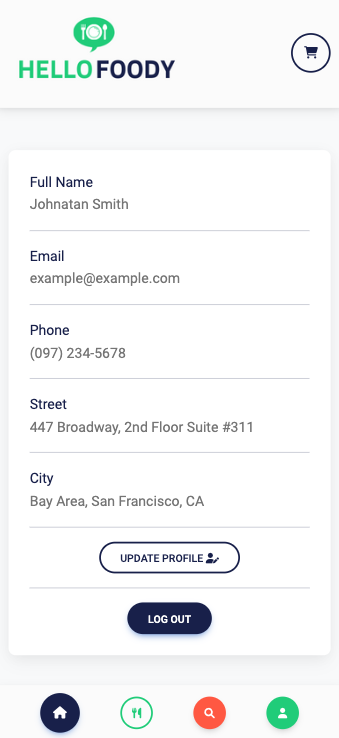 HELLO FOODY
Full Name
Johnatan Smith
Email
example@example.com
Phone
(097) 234-5678
Street
447 Broadway, 2nd Floor Suite #311
City
Bay Area, San Francisco, CA
UPDATE PROFILE
LOG OUT